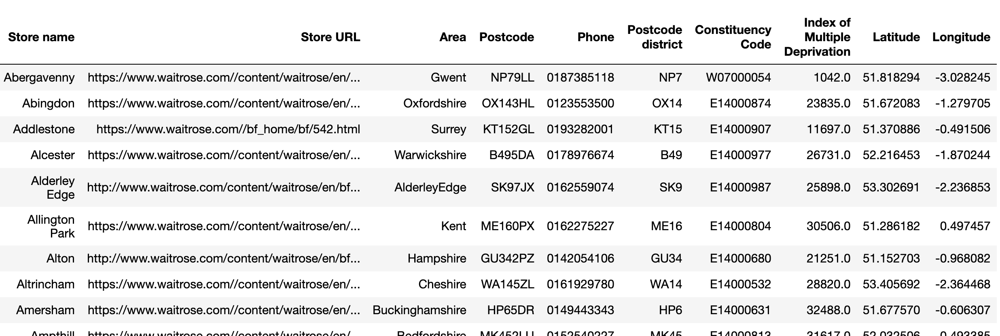 Store name Store URL Area Postcode Phone Postcode district Constituency Code Index of Multiple Deprivation Latitude Longitude
Abergavenny https://www.waitrose.com//content/waitrose/en/... Gwent NP79LL 0187385118 NP7 W07000054 1042.0 51.818294 -3.028245
Abingdon https://www.waitrose.com//content/waitrose/en/... Oxfordshire OX143HL 0123553500 OX14 E14000874 23835.0 51.672083 -1.279705
Addlestone https://www.waitrose.com//bf_home/bf/542.html Surrey KT152GL 0193282001 KT15 E14000907 11697.0 51.370886 -0.491506
Alcester https://www.waitrose.com//content/waitrose/en/... Warwickshire B495DA 0178976674 B49 E14000977 26731.0 52.216453 -1.870244
Alderley Edge http://www.waitrose.com/content/waitrose/en/bf... AlderleyEdge SK97JX 0162559074 SK9 E14000987 25898.0 53.302691 -2.236853
Allington Park https://www.waitrose.com//content/waitrose/en/... Kent ME160PX 0162275227 ME16 E14000804 30506.0 51.286182 0.497457
Alton http://www.waitrose.com/content/waitrose/en/bf... Hampshire GU342PZ 0142054106 GU34 E14000680 21251.0 51.152703 -0.968082
Altrincham https://www.waitrose.com//content/waitrose/en/... Cheshire WA145ZL 0161929780 WA14 E14000532 28820.0 53.405692 -2.364468
Amersham https://www.waitrose.com//content/waitrose/en/... Buckinghamshire HP65DR 0149443343 HP6 E14000631 32488.0 51.677570 -0.606307
Ampthill https://www.waitrose.com//content/waitrose/en/ Bedfordshire MK45